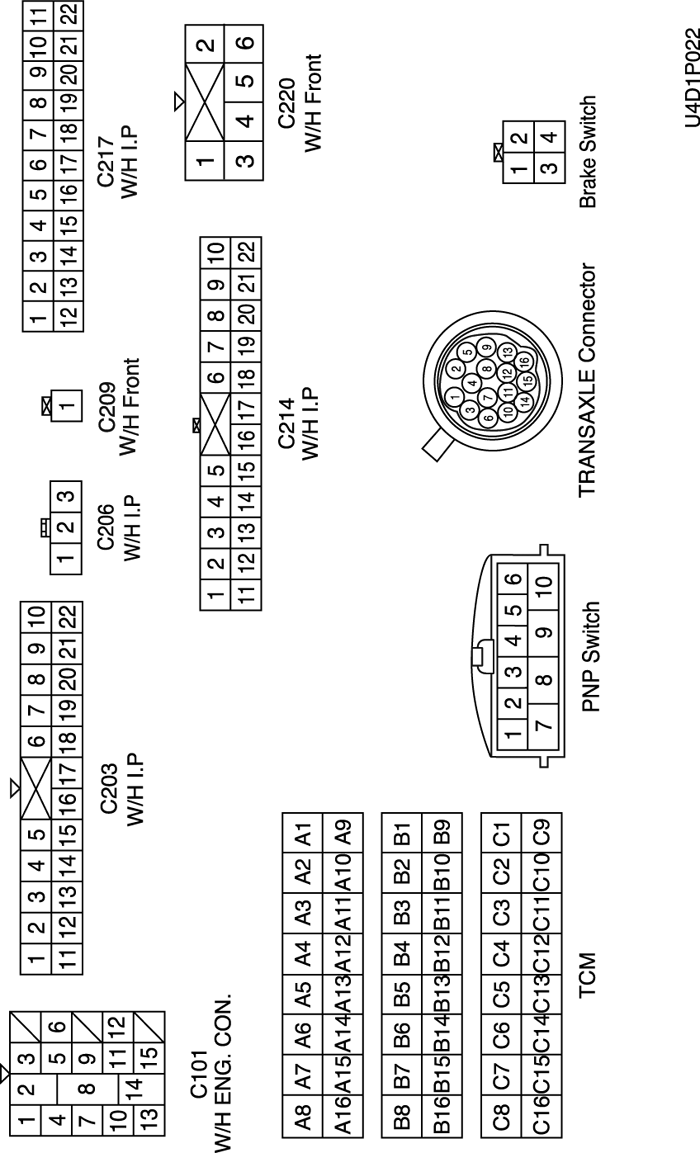 1 2 3
4 5 6
7 8 9
10 11 12
13 14 15
C101
W/H ENG. CON.
1 2 3 4 5 6 7 8 9 10
11 12 13 14 15 16 17 18 19 20 21 22
C203
W/H I.P
1 2 3
C206
W/H I.P
1
C209
W/H Front
1 2 3 4 5 6 7 8 9 10 11
12 13 14 15 16 17 18 19 20 21 22
C217
W/H I.P
1 2 3 4 5 6 7 8 9 10
11 12 13 14 15 16 17 18 19 20 21 22
C214
W/H I.P
1 2
3 4 5 6
C220
W/H Front
A8 A7 A6 A5 A4 A3 A2 A1
A16 A15 A14 A13 A12 A11 A10 A9
B8 B7 B6 B5 B4 B3 B2 B1
B16 B15 B14 B13 B12 B11 B10 B9
C8 C7 C6 C5 C4 C3 C2 C1
C16 C15 C14 C13 C12 C11 C10 C9
TCM
1 2 3 4 5 6
7 8 9 10
PNP Switch
1 2
3 4 5
6 7 8 9
10 11 12 13
14 15 16
TRANSAXLE Connector
1 2
3 4
Brake Switch
U4D1P022